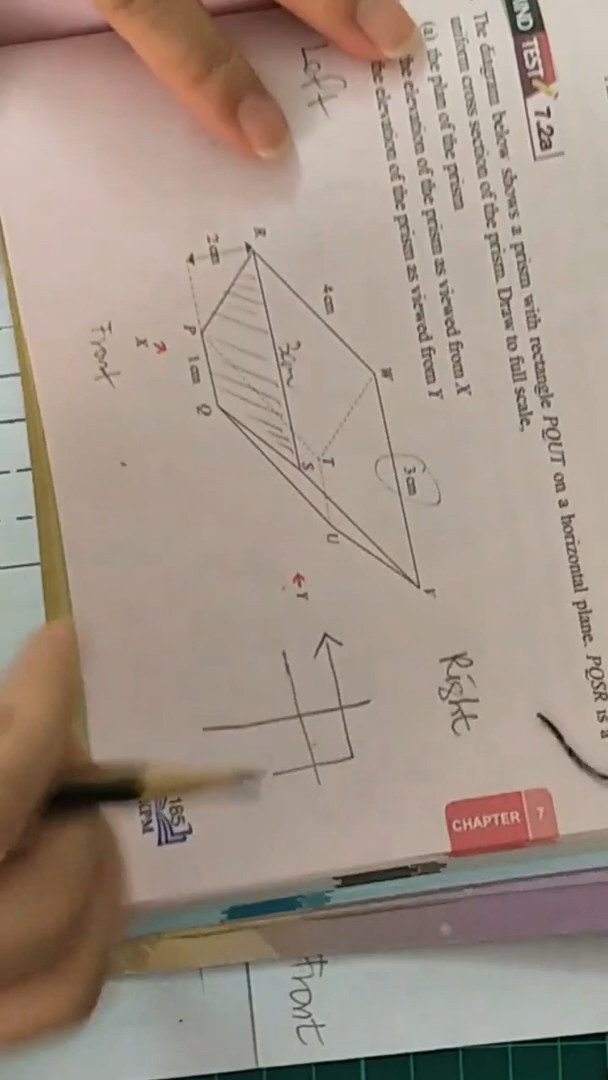 TEST 7.2a
The diagram below shows a prism with rectangle PQUT on a horizontal plane. PQSR is a
uniform cross section of the prism. Draw to full scale,
(a) the plan of the prism
the elevation of the prism as viewed from X
the elevation of the prism as viewed from Y
Left
R
2 cm
4 cm
W
3cm
3 cm
P
1 cm
Q
T
S
U
V
X
Front
Y
Right
CHAPTER 7
185
KPM
Front